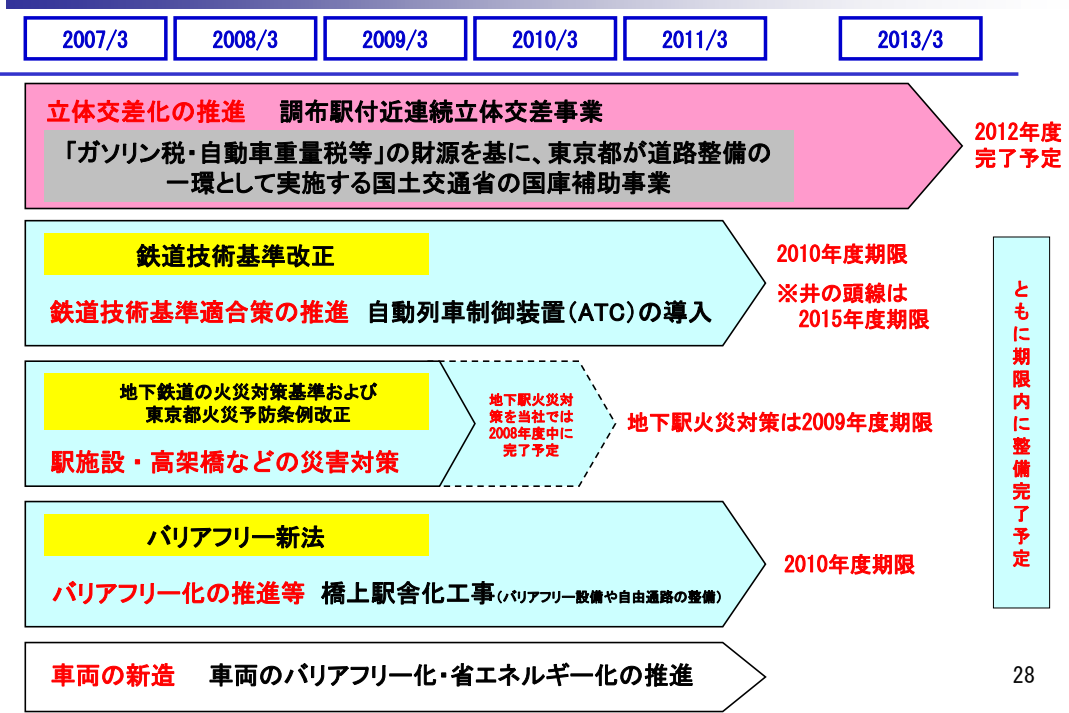 2007/3
2008/3
2009/3
2010/3
2011/3
2013/3
立体交差化の推進 調布駅付近連続立体交差事業
「ガソリン税・自動車重量税等」の財源を基に、東京都が道路整備の
一環として実施する国土交通省の国庫補助事業
2012年度
完了予定
鉄道技術基準改正
鉄道技術基準適合策の推進 自動列車制御装置(ATC)の導入
2010年度期限
※井の頭線は
2015年度期限
地下鉄道の火災対策基準および
東京都火災予防条例改正
駅施設・高架橋などの災害対策
地下駅火災対
策を当社では
2008年度中に
完了予定
地下駅火災対策は2009年度期限
バリアフリー新法
バリアフリー化の推進等 橋上駅舎化工事(バリアフリー設備や自由通路の整備)
2010年度期限
ともに期限内に整備完了予定
車両の新造 車両のバリアフリー化・省エネルギー化の推進
28